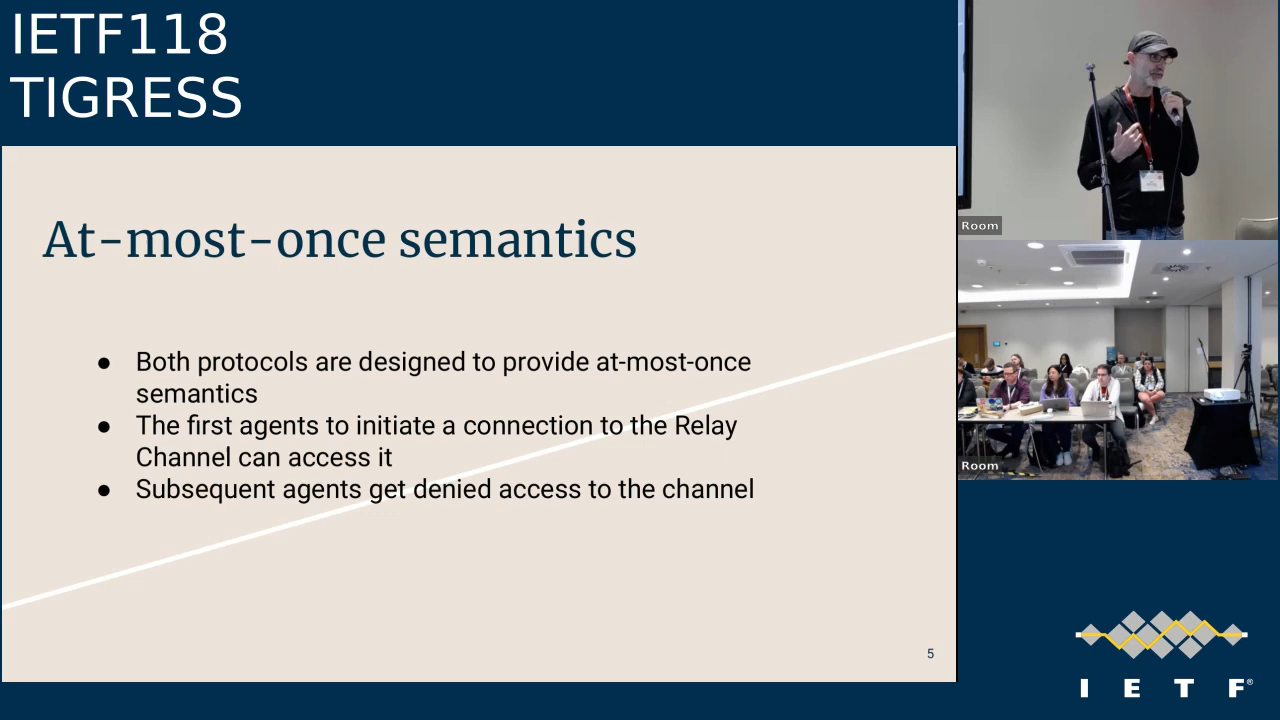 IETF118
TIGRESS
At-most-once semantics
● Both protocols are designed to provide at-most-once
semantics
● The first agents to initiate a connection to the Relay
Channel can access it
● Subsequent agents get denied access to the channel
5
Room
Room
I E T F®